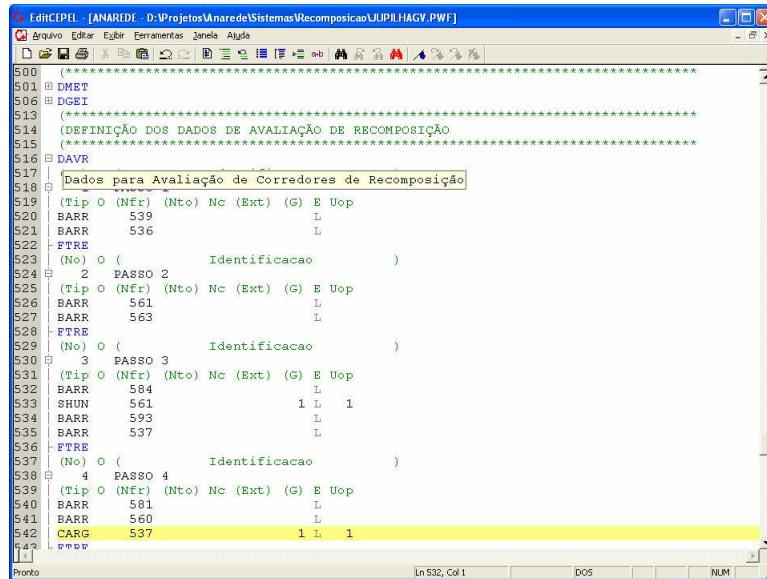 EditCEPEL - [ANAREDE - D:\Projetos\Anarede\Sistemas\Recomposicao\JUPILHAGV.PWF]
Arquivo Editar Exibir Ferramentas Janela Ajuda
500 (*******************************************************************************
501 DMET
506 DGEI
513 (*******************************************************************************
514 (DEFINIÇÃO DOS DADOS DE AVALIAÇÃO DE RECOMPOSIÇÃO
515 (*******************************************************************************
516 DAVR
517
Dados para Avaliação de Corredores de Recomposição
518
519 (Tip O (Nfr) (Nto) Nc (Ext) (G) E Uop
520 BARR 539 L
521 BARR 536 L
522 FTRE
523 (No) O ( Identificacao )
524 2 PASSO 2
525 (Tip O (Nfr) (Nto) Nc (Ext) (G) E Uop
526 BARR 561 L
527 BARR 563 L
528 FTRE
529 (No) O ( Identificacao )
530 3 PASSO 3
531 (Tip O (Nfr) (Nto) Nc (Ext) (G) E Uop
532 BARR 584 L
533 SHUN 561 1 L 1
534 BARR 593 L
535 BARR 537 L
536 FTRE
537 (No) O ( Identificacao )
538 4 PASSO 4
539 (Tip O (Nfr) (Nto) Nc (Ext) (G) E Uop
540 BARR 581 L
541 BARR 560 L
542 CARG 537 1 L 1
543 FTRE
Pronto Ln 532, Col 1 DOS NUM